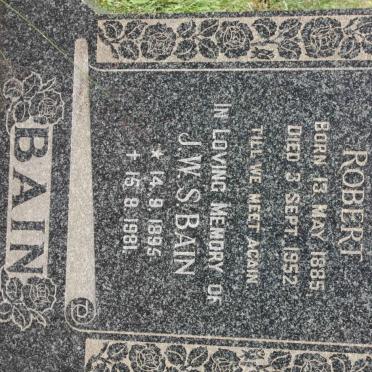 ROBERT
BORN 13 MAY 1885,
DIED 3 SEPT 1952
TILL WE MEET AGAIN
IN LOVING MEMORY OF
J.W.S BAIN
★ 14.9.1895
✝ 15.8.1981
BAIN